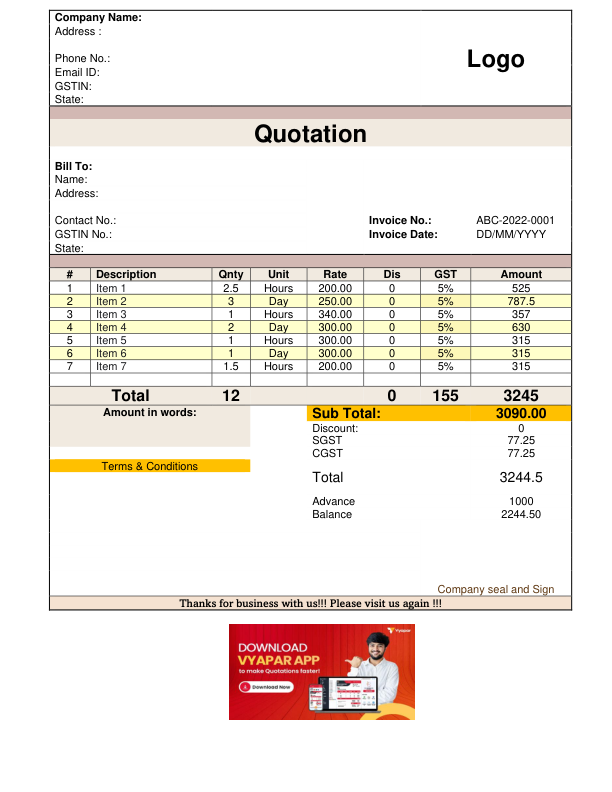 Company Name:
Address :
Phone No.:
Email ID:
GSTIN:
State:
Logo
Quotation
Bill To:
Name:
Address:
Contact No.:
GSTIN No.:
State:
Invoice No.: ABC-2022-0001
Invoice Date: DD/MM/YYYY
# Description Qnty Unit Rate Dis GST Amount
1 Item 1 2.5 Hours 200.00 0 5% 525
2 Item 2 3 Day 250.00 0 5% 787.5
3 Item 3 1 Hours 340.00 0 5% 357
4 Item 4 2 Day 300.00 0 5% 630
5 Item 5 1 Hours 300.00 0 5% 315
6 Item 6 1 Day 300.00 0 5% 315
7 Item 7 1.5 Hours 200.00 0 5% 315
Total 12 0 155 3245
Amount in words:
Terms & Conditions
Sub Total: 3090.00
Discount: 0
SGST 77.25
CGST 77.25
Total 3244.5
Advance 1000
Balance 2244.50
Company seal and Sign
Thanks for business with us!!! Please visit us again !!!
Vyapar
DOWNLOAD
VYAPAR APP
to make Quotations faster!
Download Now